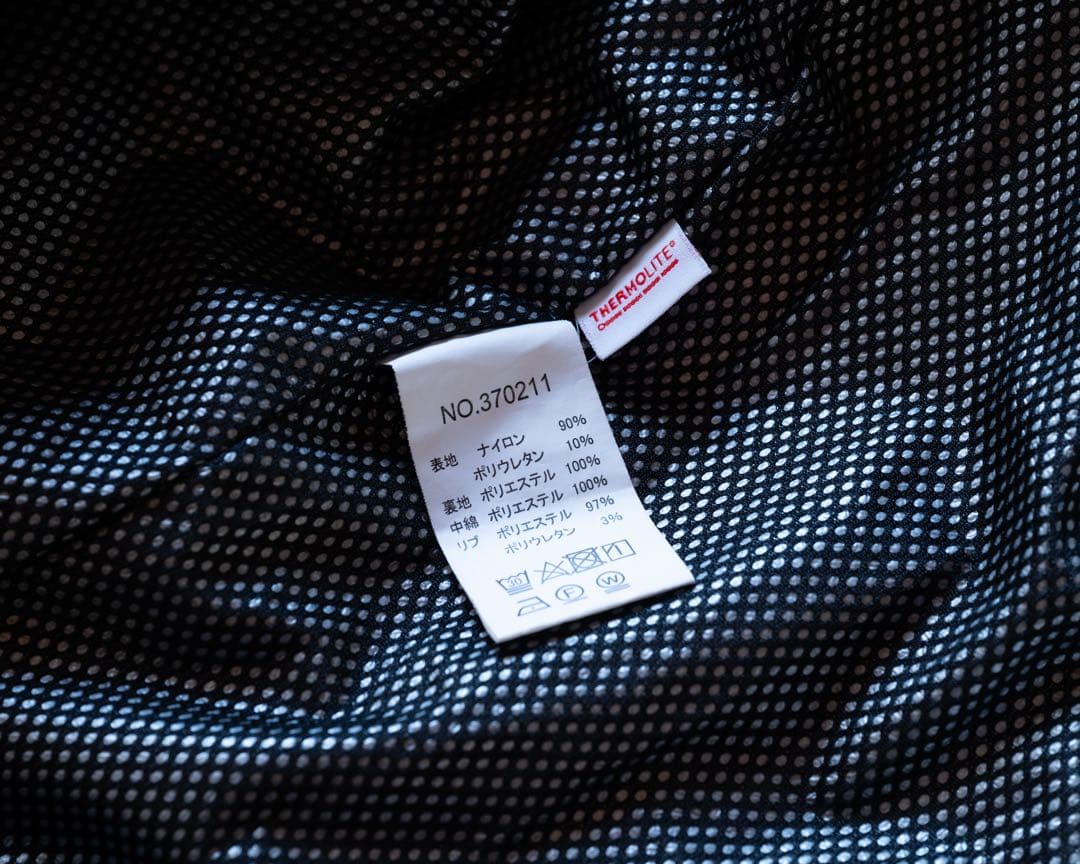 THERMOLITE
NO.370211
表地 ナイロン 90%
ポリウレタン 10%
裏地 ポリエステル 100%
中綿 ポリエステル 100%
リブ ポリエステル 97%
ポリウレタン 3%
30
F W